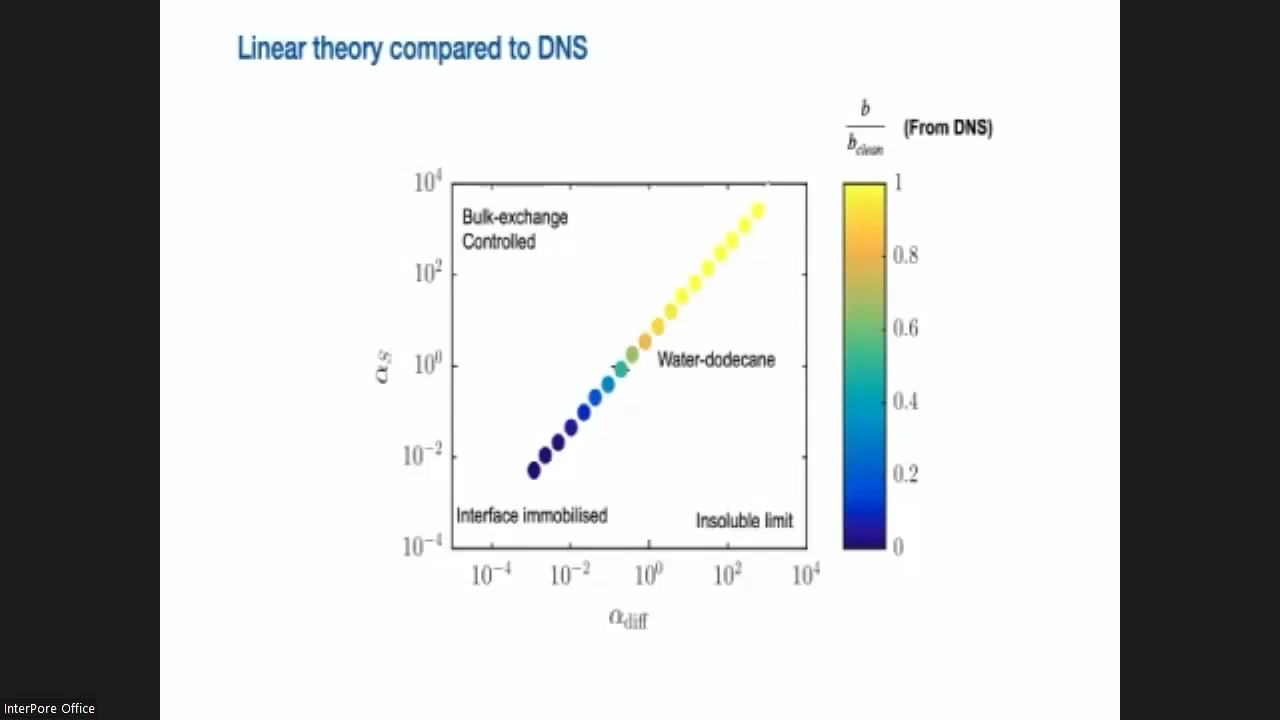 Linear theory compared to DNS
b
b_clean
(From DNS)
10^4
10^2
10^0
10^−2
10^−4
α_S
Bulk-exchange
Controlled
Water-dodecane
Interface immobilised
Insoluble limit
10^−4 10^−2 10^0 10^2 10^4
α_diff
1
0.8
0.6
0.4
0.2
0
InterPore Office